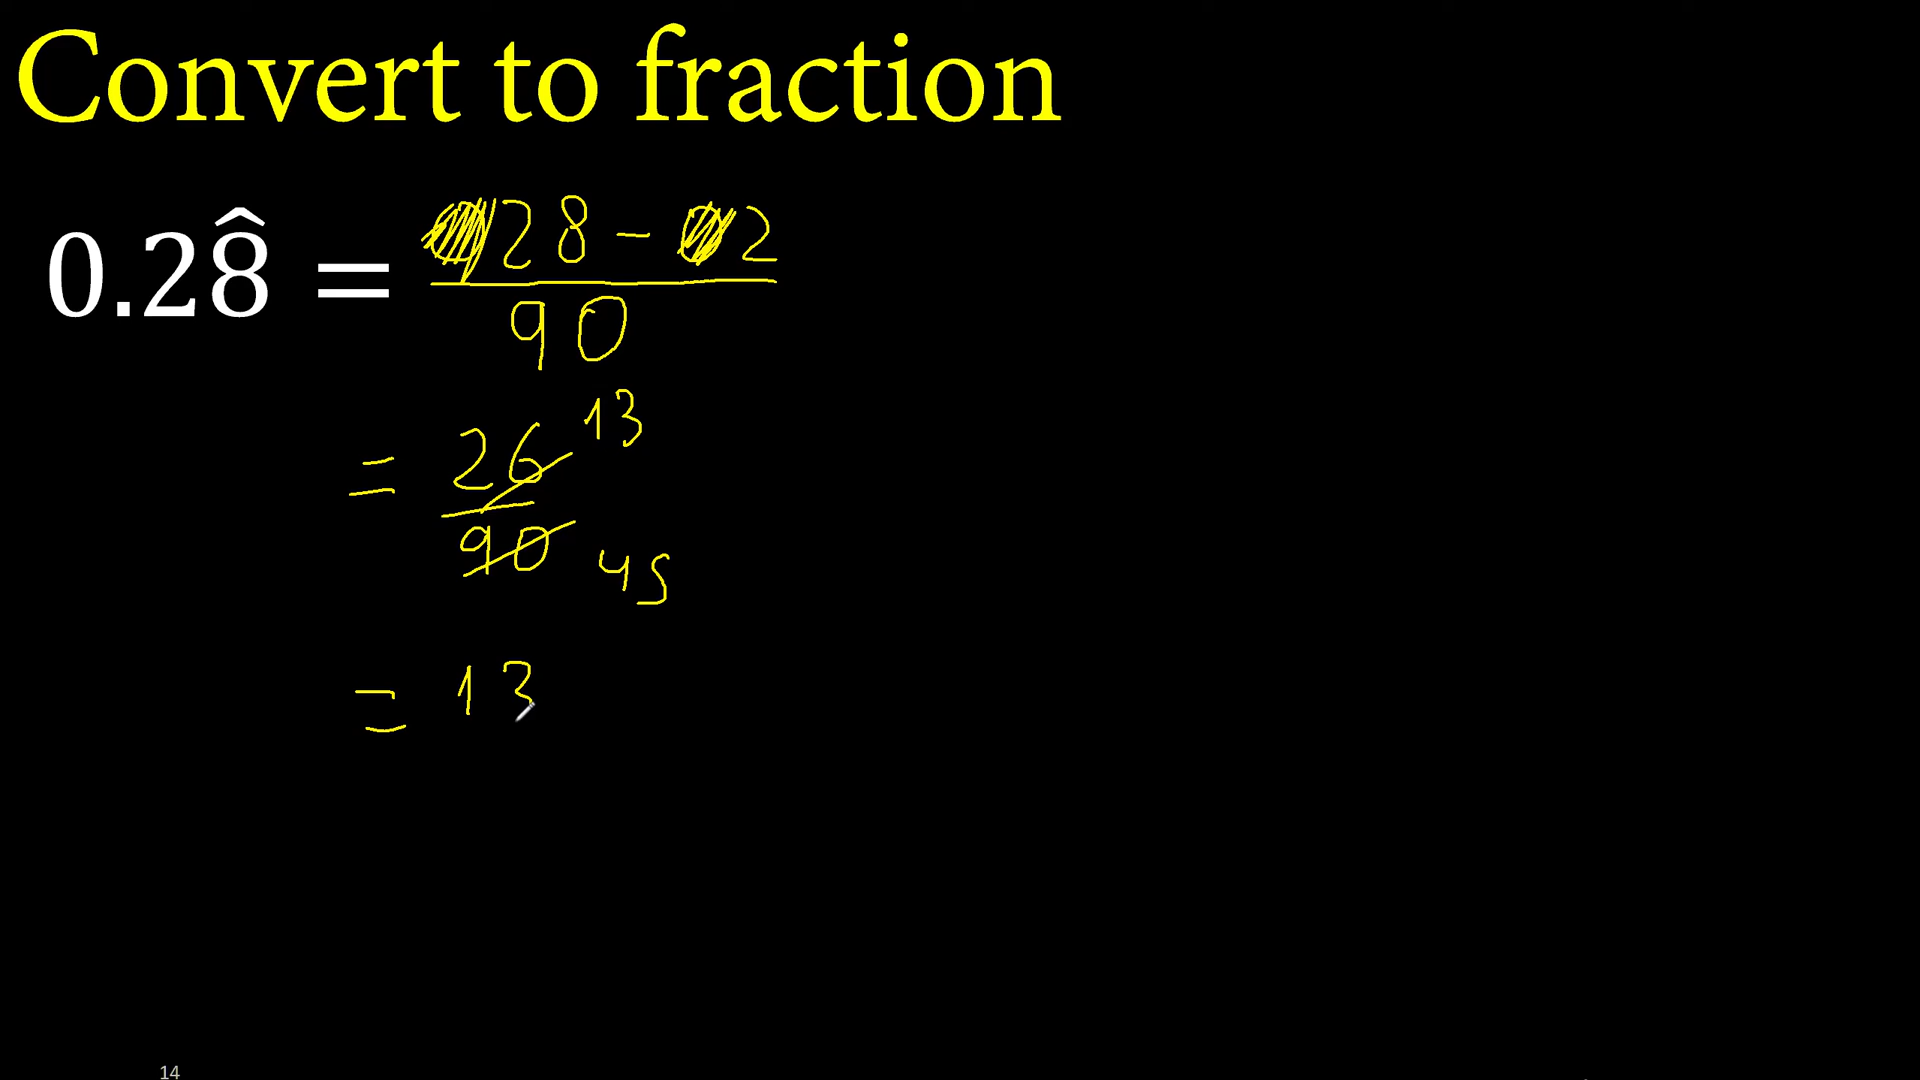 Convert to fraction
0.28̂ = 28 - 2
90
= 26 13
90 45
= 13
14